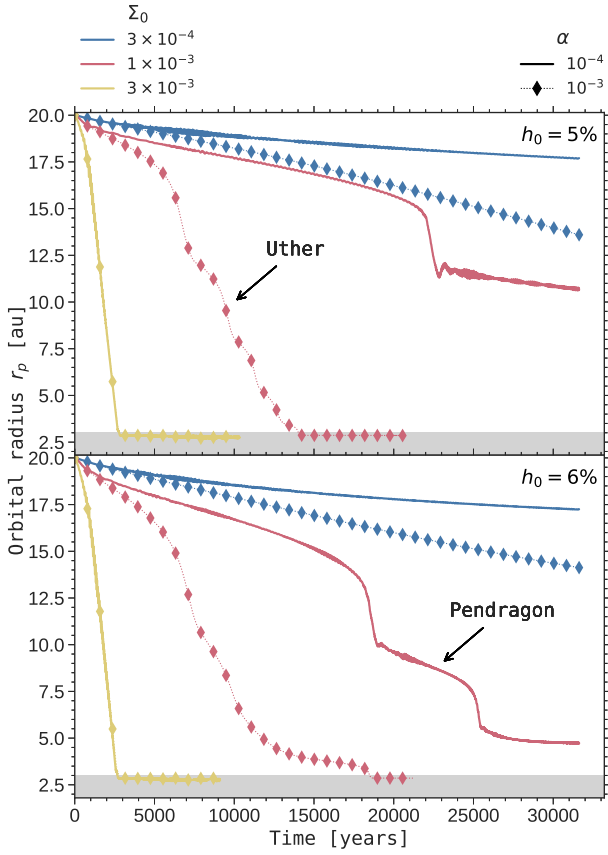 Σ₀
3 × 10⁻⁴
1 × 10⁻³
3 × 10⁻³
α
10⁻⁴
10⁻³
20.0
17.5
15.0
12.5
10.0
7.5
5.0
2.5
h₀ = 5%
Uther
Orbital radius rₚ [au]
20.0
17.5
15.0
12.5
10.0
7.5
5.0
2.5
h₀ = 6%
Pendragon
0 5000 10000 15000 20000 25000 30000
Time [years]